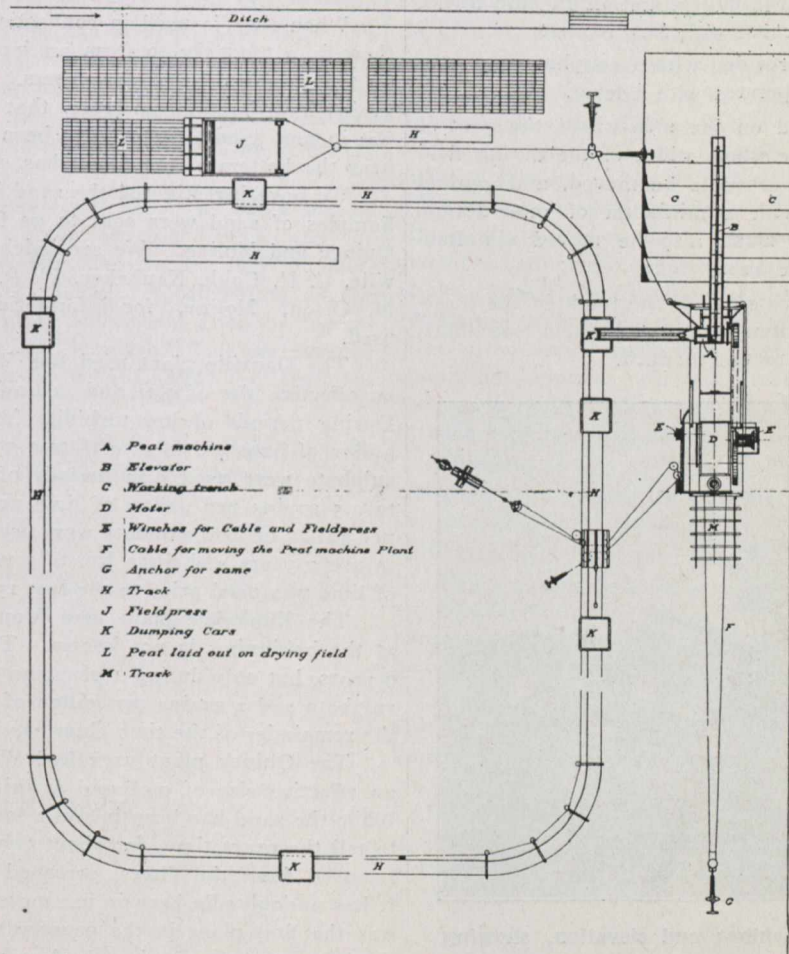 Ditch
L
L
J
H
K
H
C
B
C
H
K
K
A
K
E
D
E
A Peat machine
B Elevator
C Working trench
D Motor
E Winches for Cable and Fieldpress
F Cable for moving the Peat machine Plant
G Anchor for same
H Track
J Fieldpress
K Dumping Cars
L Peat laid out on drying field
M Track
H
H
M
K
F
K
H
G